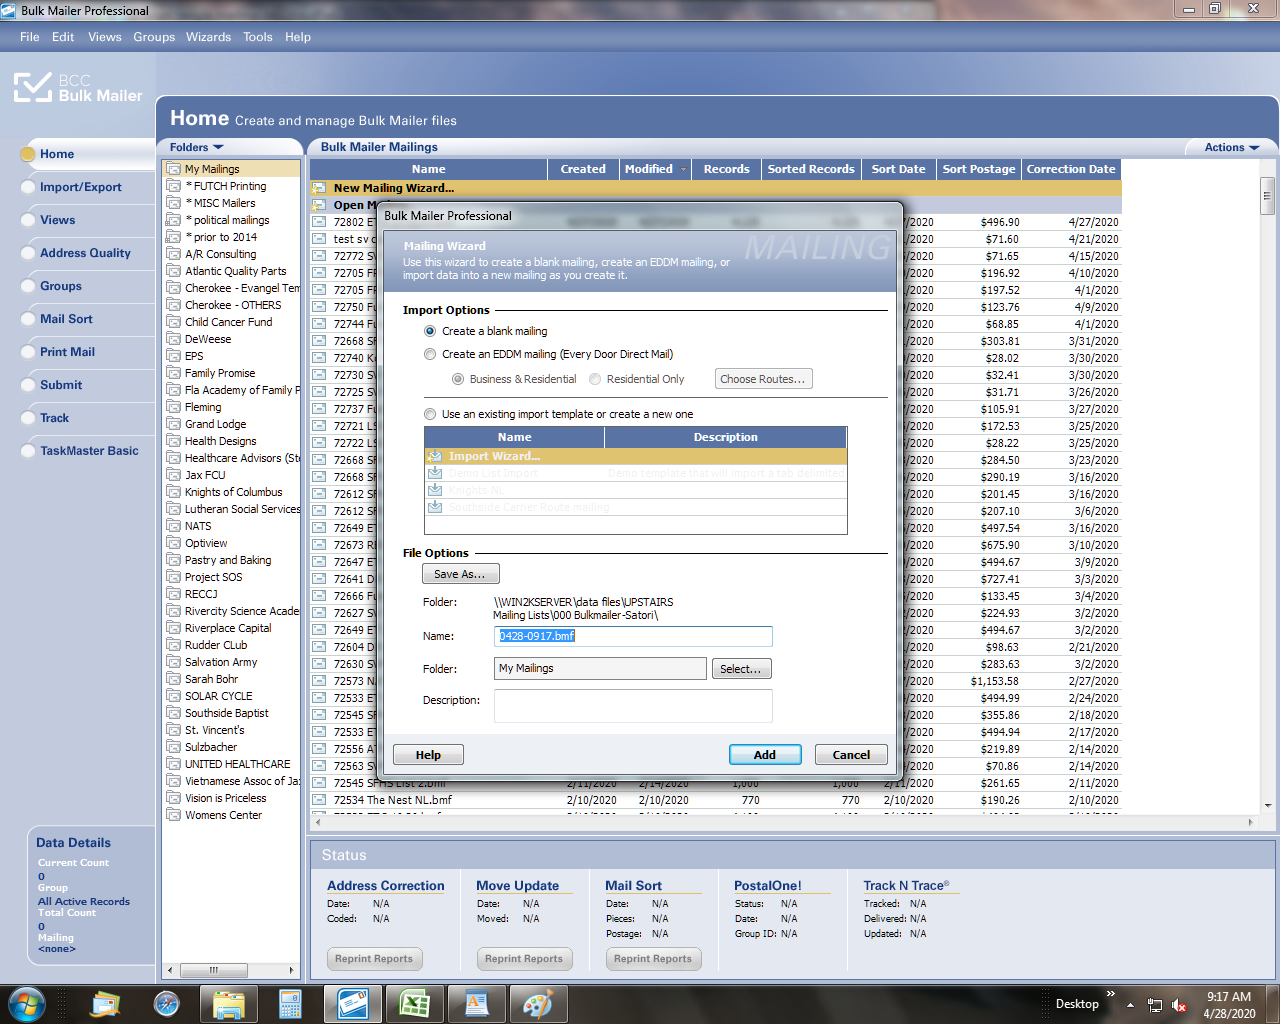 Bulk Mailer Professional
File Edit Views Groups Wizards Tools Help
BCC
Bulk Mailer
Home Create and manage Bulk Mailer files
Home
Import/Export
Views
Address Quality
Groups
Mail Sort
Print Mail
Submit
Track
TaskMaster Basic
Folders
My Mailings
* FUTCH Printing
* MISC Mailers
* political mailings
* prior to 2014
A/R Consulting
Atlantic Quality Parts
Cherokee - Evangel Tem
Cherokee - OTHERS
Child Cancer Fund
DeWeese
EPS
Family Promise
Fla Academy of Family P
Fleming
Grand Lodge
Health Designs
Healthcare Advisors (Ste
Jax FCU
Knights of Columbus
Lutheran Social Services
NATS
Optiview
Pastry and Baking
Project SOS
RECCJ
Rivercity Science Acade
Riverplace Capital
Rudder CLub
Salvation Army
Sarah Bohr
SOLAR CYCLE
Southside Baptist
St. Vincent's
Sulzbacher
UNITED HEALTHCARE
Vietnamese Assoc of Jax
Vision is Priceless
Womens Center
Bulk Mailer Mailings Actions
Name Created Modified Records Sorted Records Sort Date Sort Postage Correction Date
New Mailing Wizard...
Open M
72802 E /2020 $496.90 4/27/2020
test sv /2020 $71.60 4/21/2020
72772 S /2020 $71.65 4/15/2020
72705 F /2020 $196.92 4/10/2020
72705 F /2020 $197.52 4/1/2020
72750 F /2020 $123.76 4/9/2020
72744 F /2020 $68.85 4/1/2020
72668 S /2020 $303.81 3/31/2020
72740 K /2020 $28.02 3/30/2020
72730 S /2020 $32.41 3/30/2020
72725 S /2020 $31.71 3/26/2020
72737 F /2020 $105.91 3/27/2020
72721 L /2020 $172.53 3/25/2020
72722 L /2020 $28.22 3/25/2020
72668 S /2020 $284.50 3/23/2020
72668 S /2020 $290.19 3/16/2020
72612 S /2020 $201.45 3/16/2020
72612 S /2020 $207.10 3/6/2020
72649 E /2020 $497.54 3/16/2020
72673 R /2020 $675.90 3/10/2020
72647 E /2020 $494.67 3/9/2020
72641 D /2020 $727.41 3/3/2020
72666 F /2020 $144.45 3/5/2020
72627 S /2020 $224.93 3/2/2020
72649 E /2020 $494.67 3/2/2020
72604 D /2020 $98.63 2/21/2020
72630 S /2020 $283.63 3/2/2020
72573 N /2020 $1,153.58 2/27/2020
72533 E /2020 $494.99 2/24/2020
72545 S /2020 $355.86 2/18/2020
72533 E /2020 $494.94 2/17/2020
72556 A /2020 $219.89 2/14/2020
72563 S /2020 $70.86 2/14/2020
72545 SFHS List 2.bmf 2/11/2020 2/14/2020 1,000 1,000 2/11/2020 $261.65 2/11/2020
72534 The Nest NL.bmf 2/10/2020 2/10/2020 770 770 2/10/2020 $190.26 2/10/2020
Bulk Mailer Professional
MAILING
Mailing Wizard
Use this wizard to create a blank mailing, create an EDDM mailing, or
import data into a new mailing as you create it.
Import Options
Create a blank mailing
Create an EDDM mailing (Every Door Direct Mail)
Business & Residential Residential Only Choose Routes...
Use an existing import template or create a new one
Name Description
Import Wizard...
Demo List Import Demo template that will import a tab delimited
Knights NL
Southside Carrier Route mailing
File Options
Save As...
Folder: \\WIN2KSERVER\data files\UPSTAIRS
Mailing Lists\000 Bulkmailer-Satori\
Name: 0428-0917.bmf
Folder: My Mailings Select...
Description:
Help Add Cancel
Data Details
Current Count
0
Group
All Active Records
Total Count
0
Mailing
<none>
Status
Address Correction
Date: N/A
Coded: N/A
Reprint Reports
Move Update
Date: N/A
Moved: N/A
Reprint Reports
Mail Sort
Date: N/A
Pieces: N/A
Postage: N/A
Reprint Reports
PostalOne!
Status: N/A
Date: N/A
Group ID: N/A
Track N Trace®
Tracked: N/A
Delivered: N/A
Updated: N/A
Desktop
9:17 AM
4/28/2020